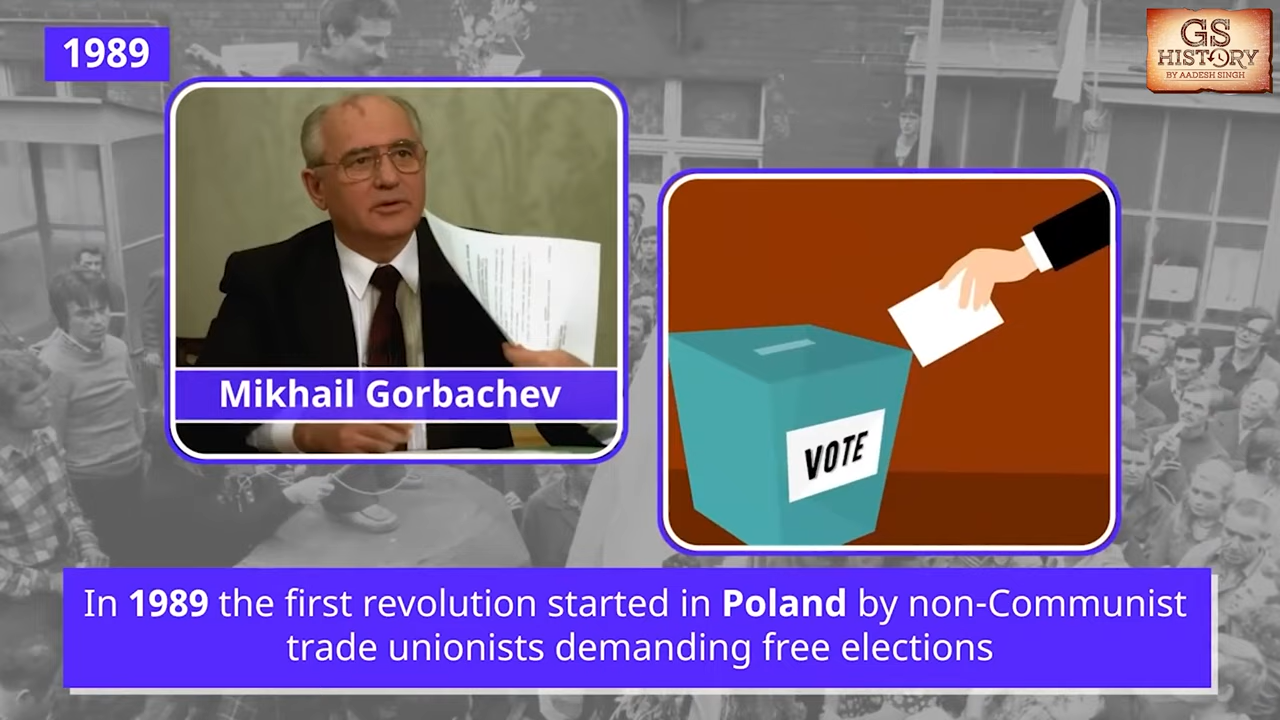 1989
GS
HISTORY
BY AADESH SINGH
Mikhail Gorbachev
VOTE
In 1989 the first revolution started in Poland by non-Communist
trade unionists demanding free elections